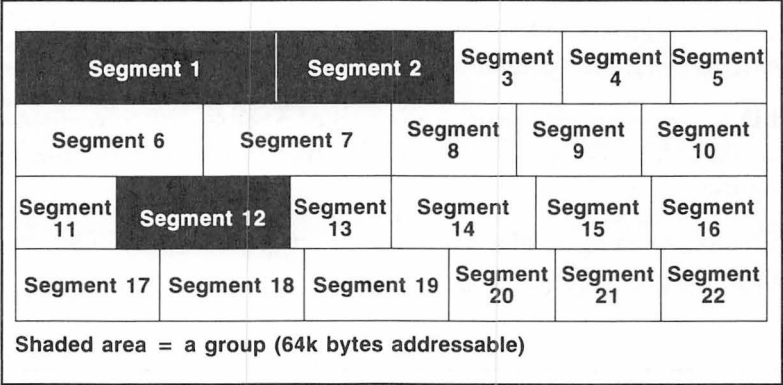 Segment 1 Segment 2 Segment 3 Segment 4 Segment 5
Segment 6 Segment 7 Segment 8 Segment 9 Segment 10
Segment 11 Segment 12 Segment 13 Segment 14 Segment 15 Segment 16
Segment 17 Segment 18 Segment 19 Segment 20 Segment 21 Segment 22
Shaded area = a group (64k bytes addressable)